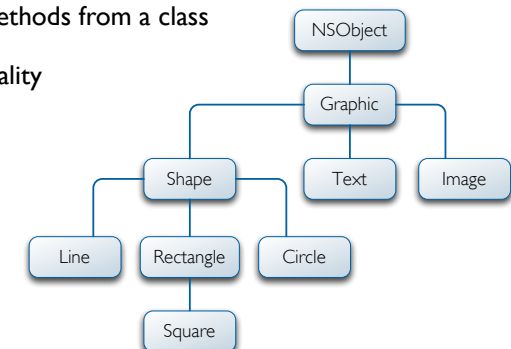 ethods from a class
ality
NSObject
Graphic
Shape
Text
Image
Line
Rectangle
Circle
Square